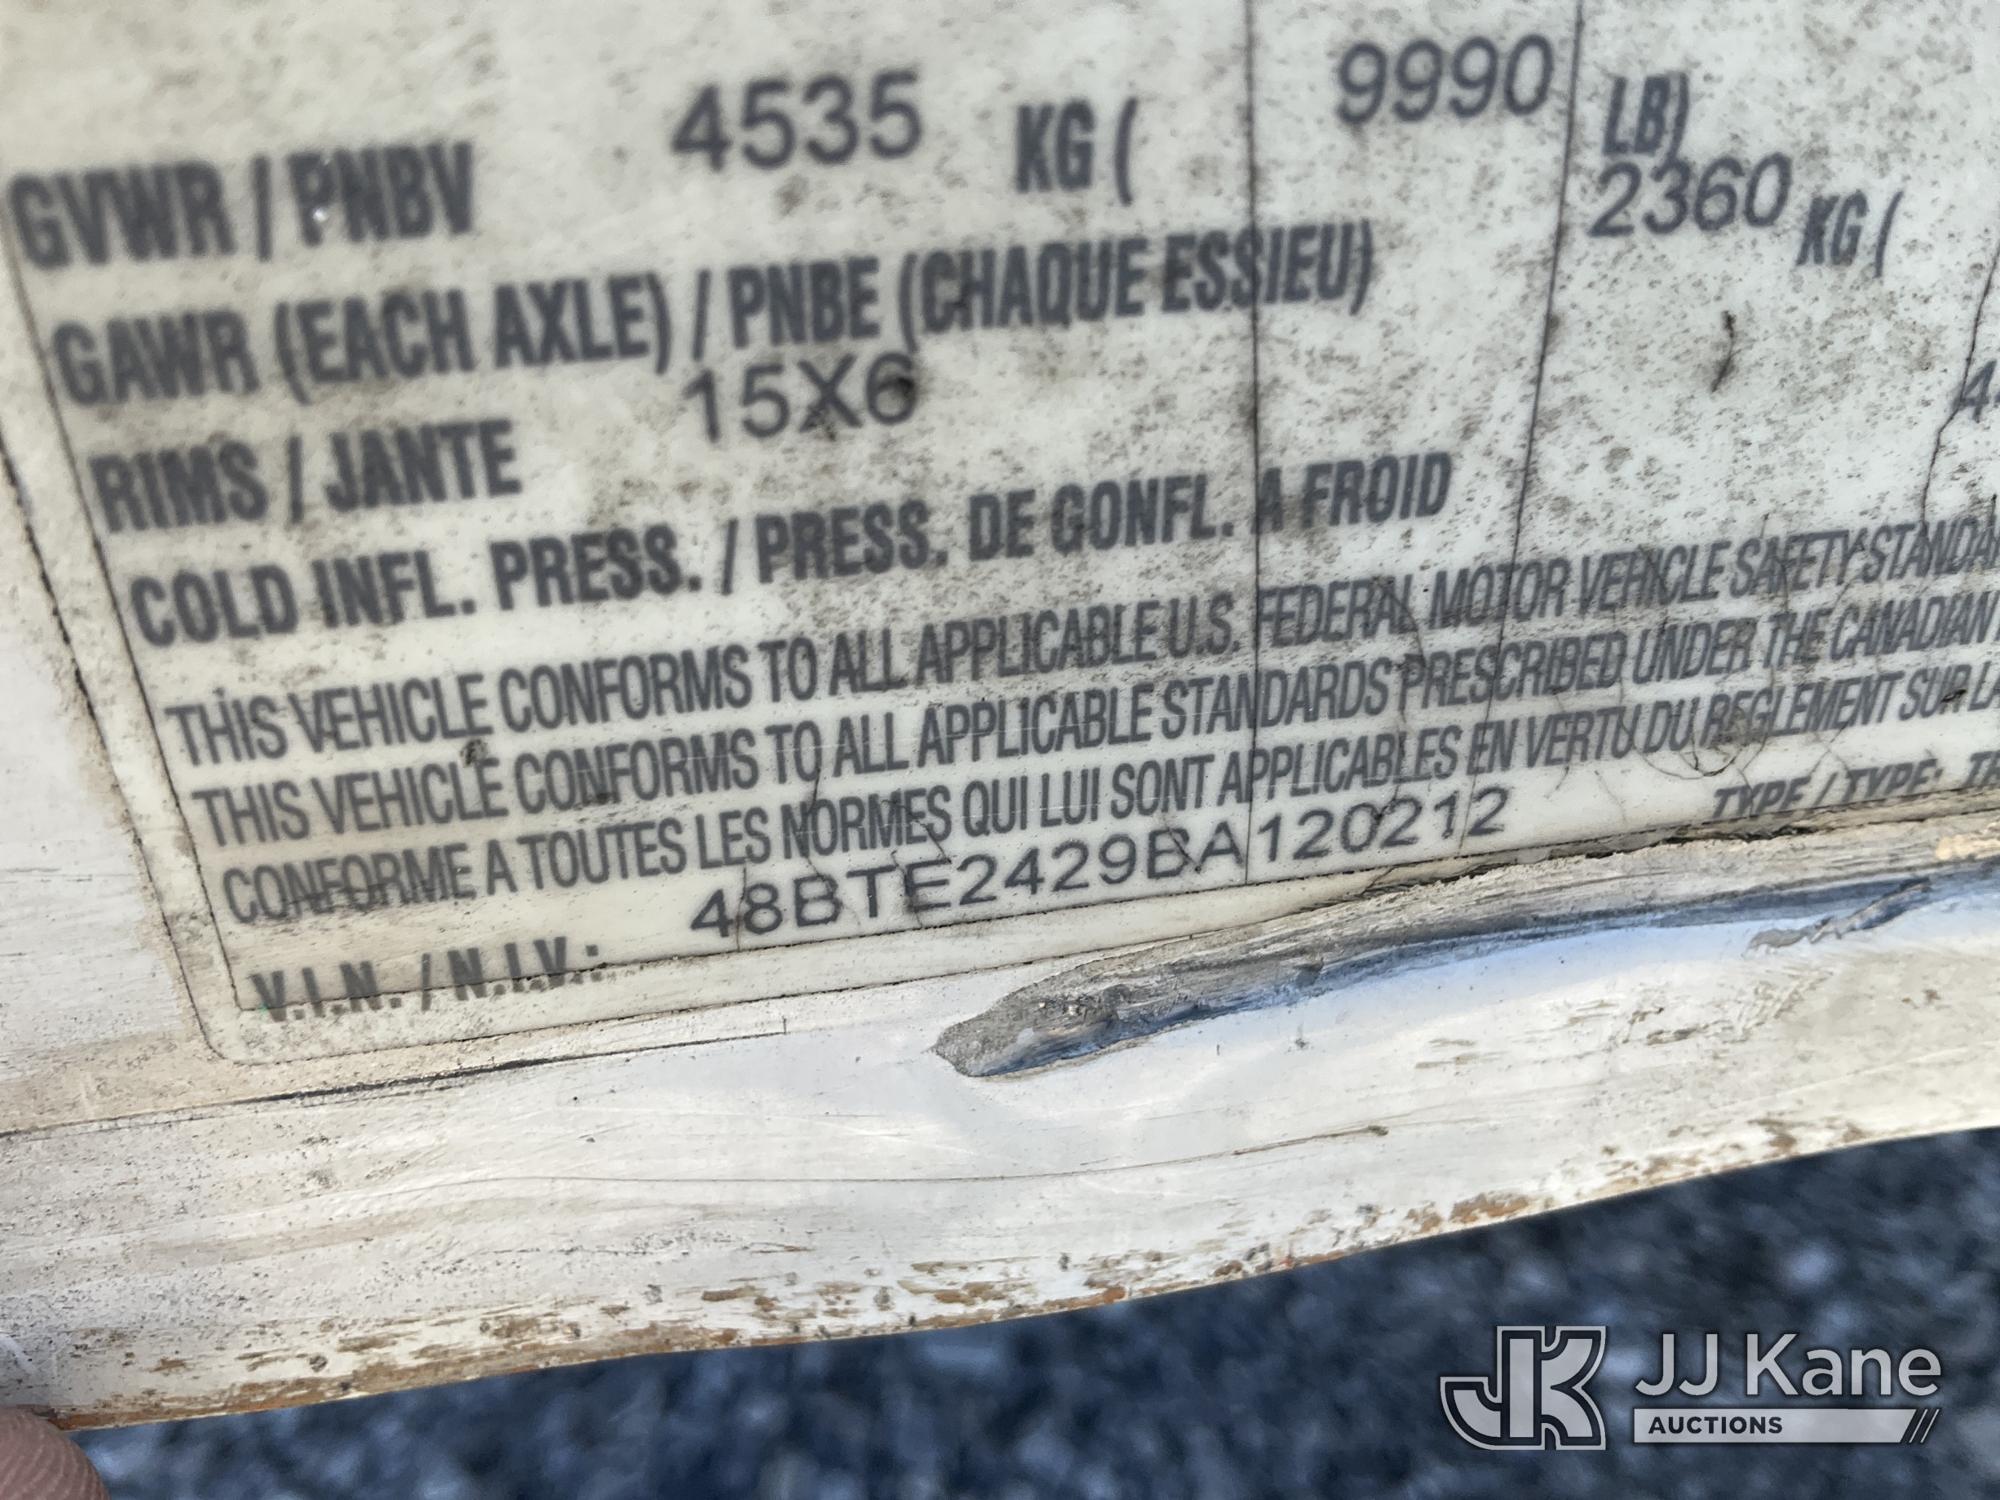 GVWR / PNBV 4535 KG ( 9990 LB)
GAWR (EACH AXLE) / PNBE (CHAQUE ESSIEU) 2360 KG (
RIMS / JANTE 15X6
COLD INFL. PRESS. / PRESS. DE GONFL. A FROID
THIS VEHICLE CONFORMS TO ALL APPLICABLE U.S. FEDERAL MOTOR VEHICLE SAFETY
THIS VEHICLE CONFORMS TO ALL APPLICABLE STANDARDS PRESCRIBED UNDER THE CANADIAN
CONFORME A TOUTES LES NORMES QUI LUI SONT APPLICABLES EN VERTU DU REGLEMENT SUR LA
V.I.N. / N.I.V.: 48BTE2429BA120212 TYPE / TYPE:
JK JJ Kane
AUCTIONS